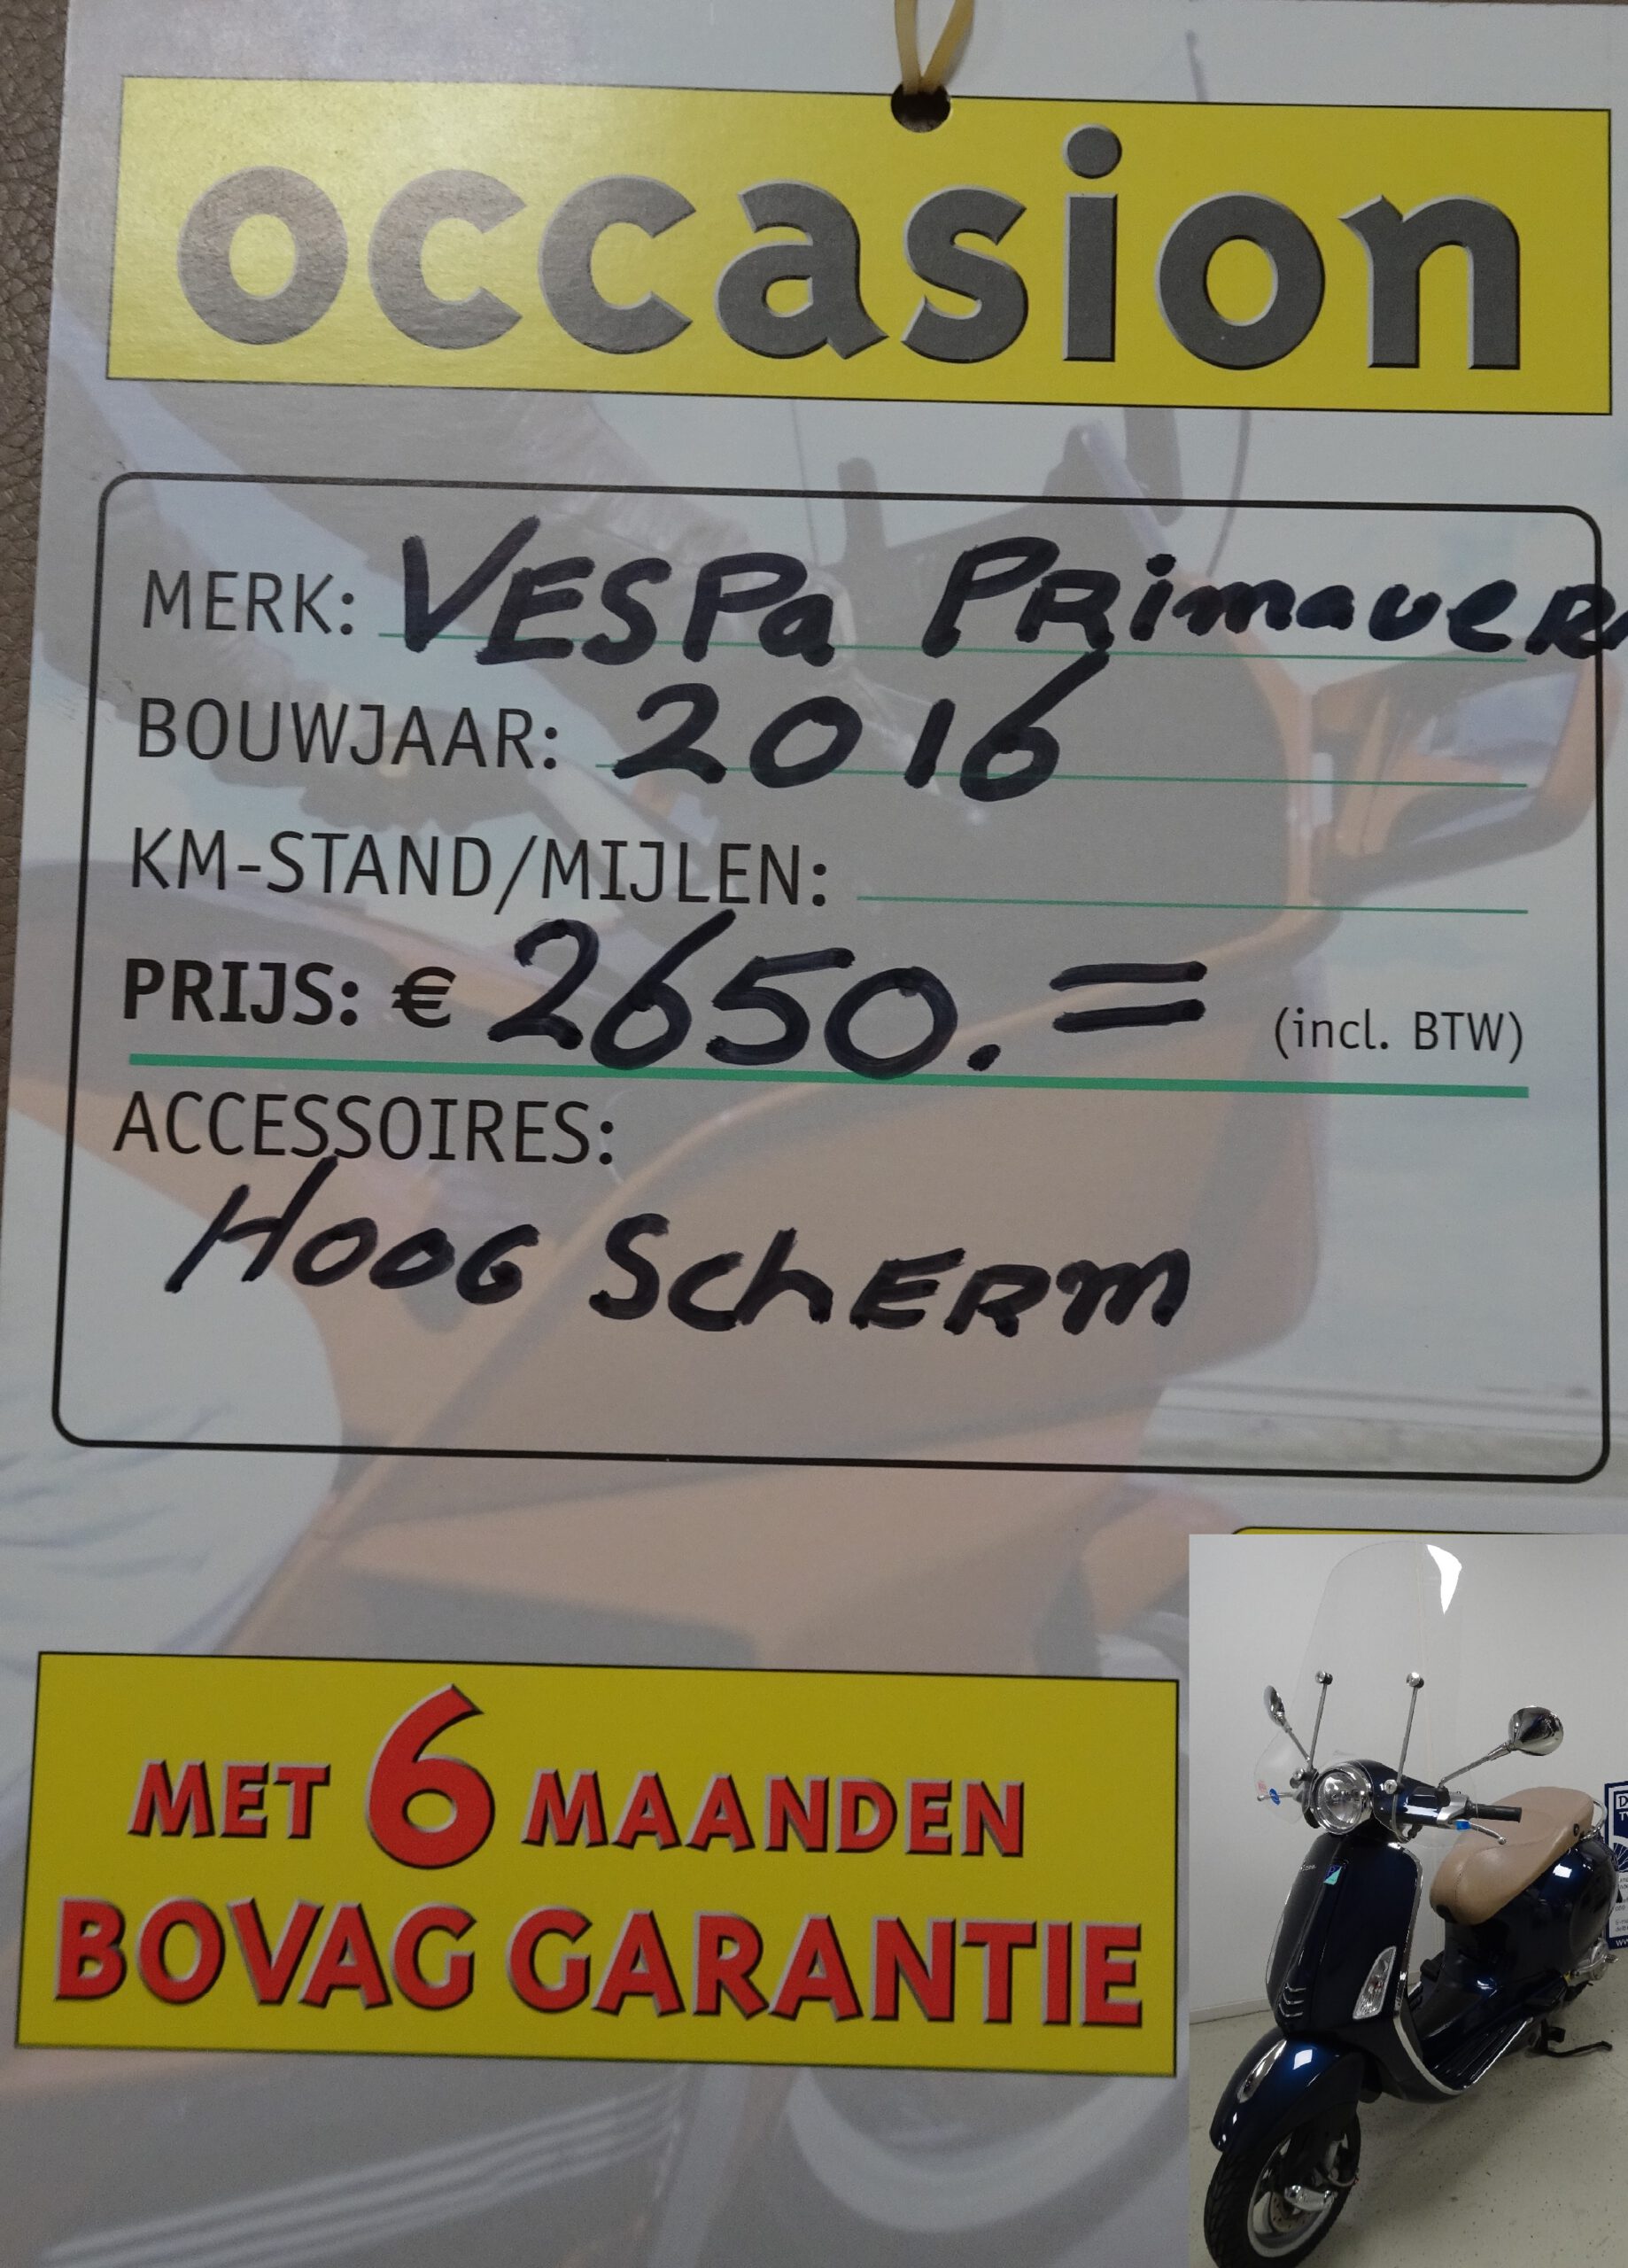 occasion
MERK: VESPa PRimaveR
BOUWJAAR: 2016
KM-STAND/MIJLEN:
PRIJS: € 2650.= (incl. BTW)
ACCESSOIRES:
HOOG SchERm
MET 6 MAANDEN
BOVAG GARANTIE